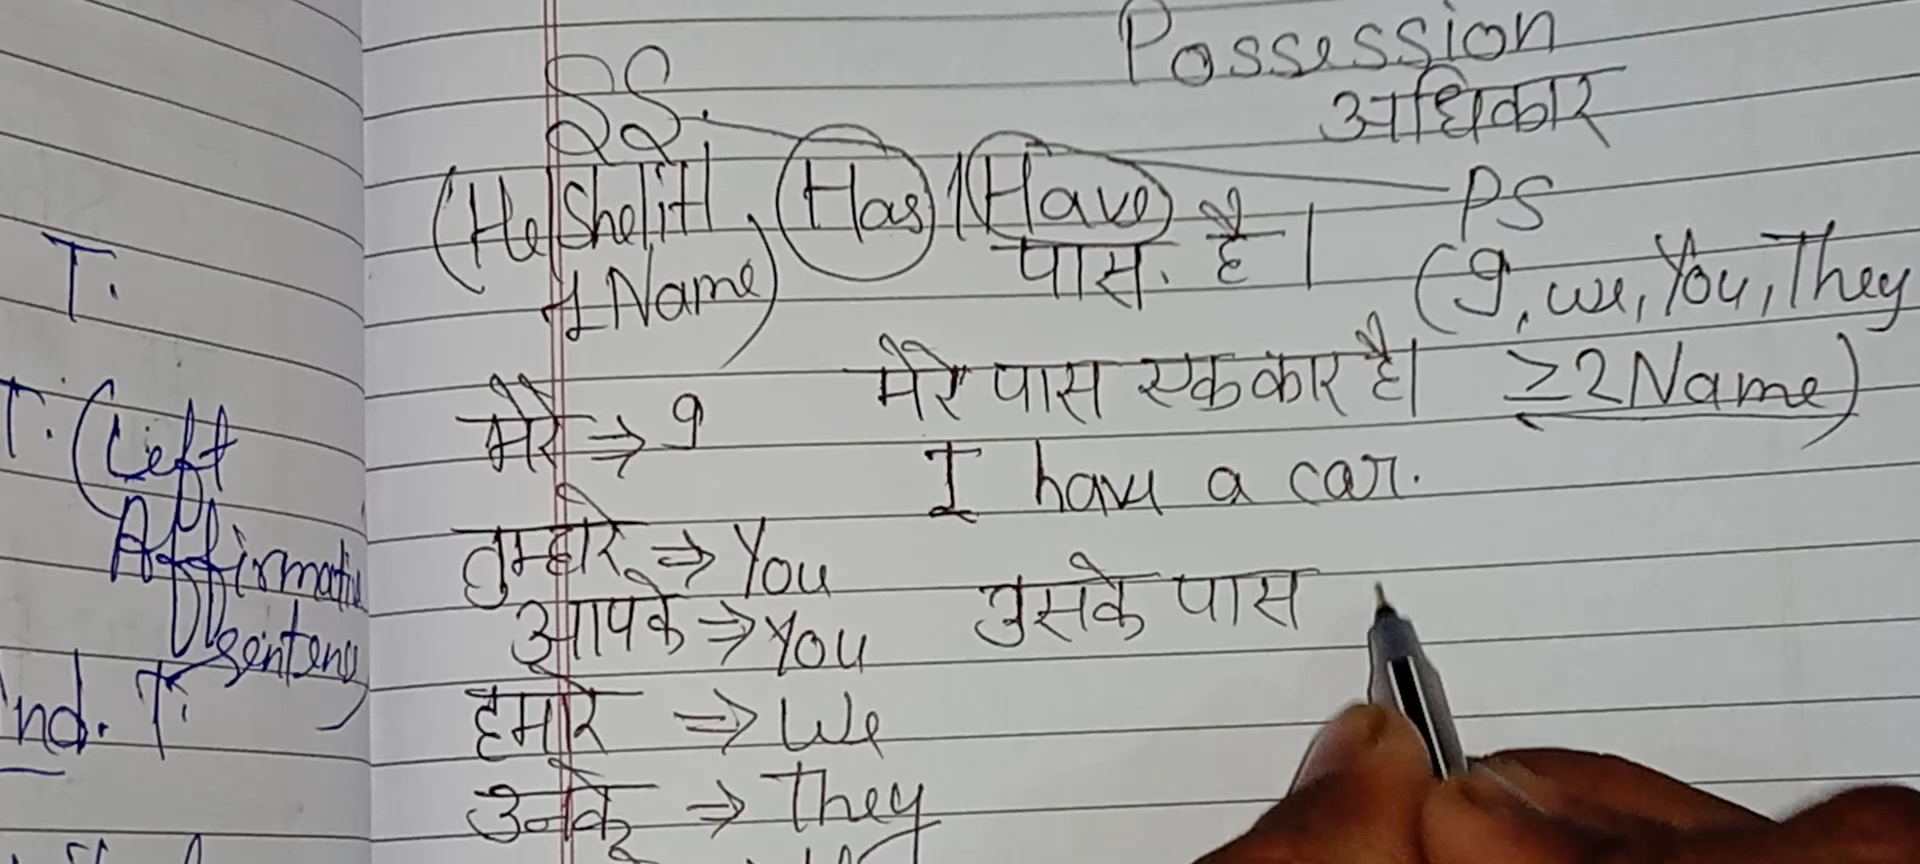 Possession
अधिकार
SS.
(He/She/it/ Has / Have PS
1 Name) पास. है। (I, we, You, They
≥2 Name)
मेरे ⇒ I मेरे पास एक कार है।
I have a car.
तुम्हारे ⇒ You
आपके ⇒ You उसके पास
हमारे ⇒ We
उनके ⇒ They
T.
T. (Left
Affirmative
sentence)
Ind. T.